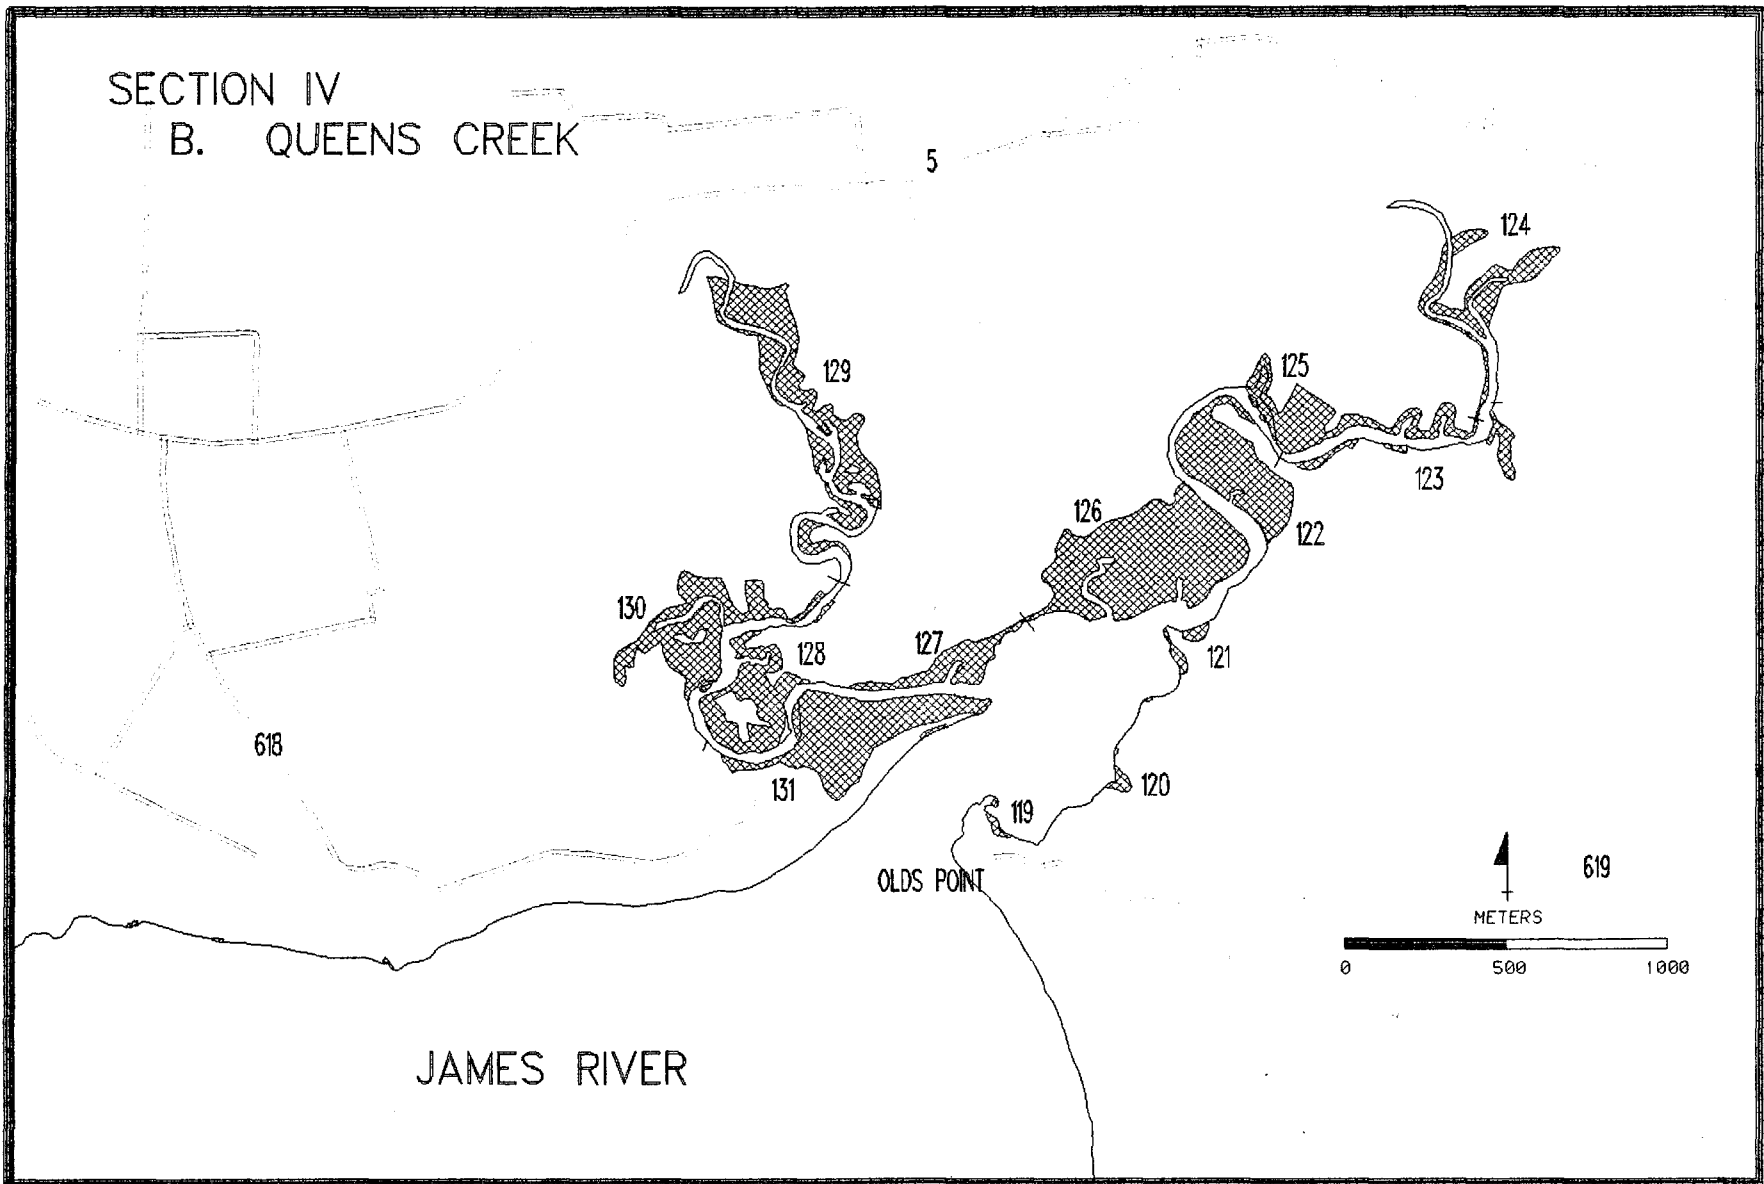 SECTION IV
B. QUEENS CREEK
5
124
125
129
123
126
122
130
127
128
121
618
131
120
119
OLDS POINT
619
METERS
0 500 1000
JAMES RIVER